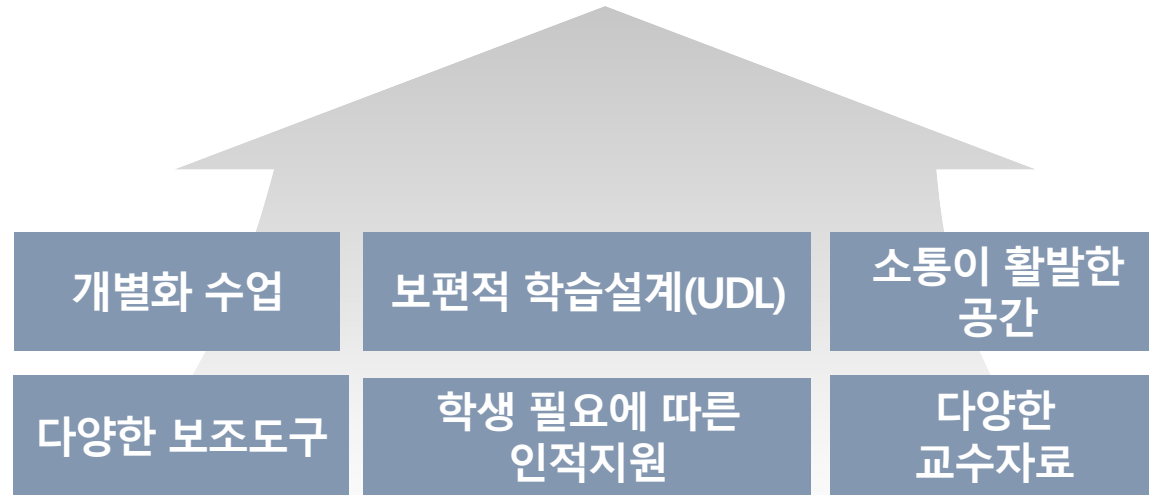 개별화 수업
보편적 학습설계(UDL)
소통이 활발한
공간
다양한 보조도구
학생 필요에 따른
인적지원
다양한
교수자료